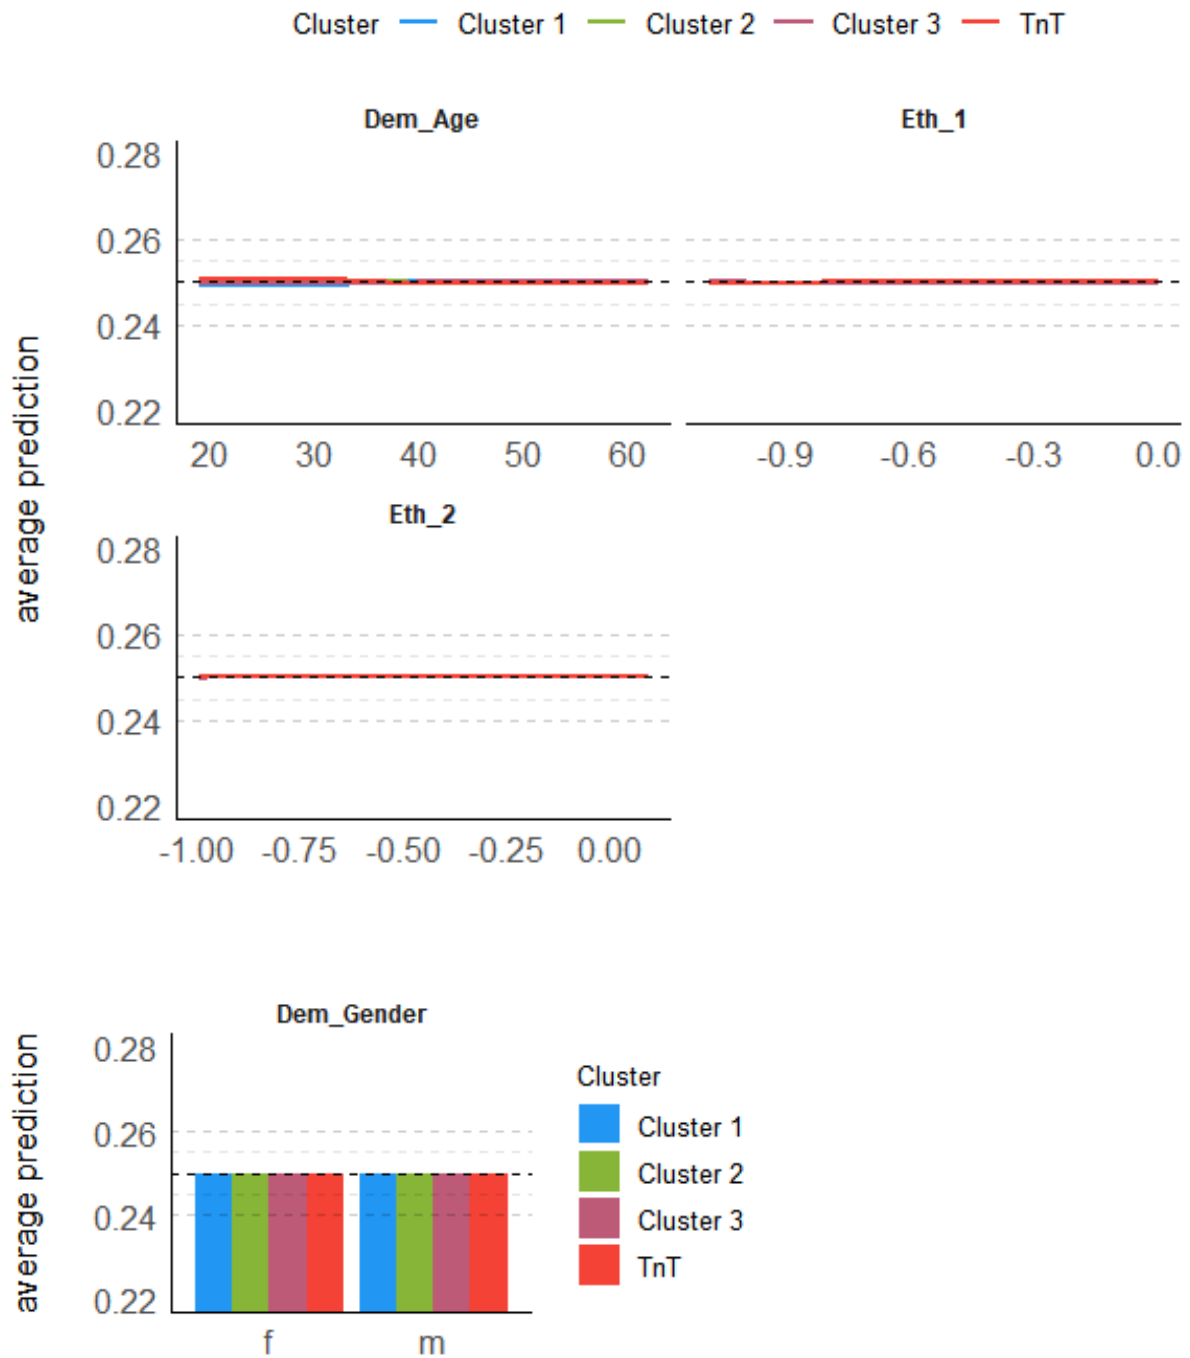 Cluster Cluster 1 Cluster 2 Cluster 3 TnT
Dem_Age Eth_1
0.28
0.26
0.24
0.22
20 30 40 50 60 -0.9 -0.6 -0.3 0.0
average prediction
Eth_2
0.28
0.26
0.24
0.22
-1.00 -0.75 -0.50 -0.25 0.00
Dem_Gender
average prediction
0.28
0.26
0.24
0.22
f m
Cluster
Cluster 1
Cluster 2
Cluster 3
TnT